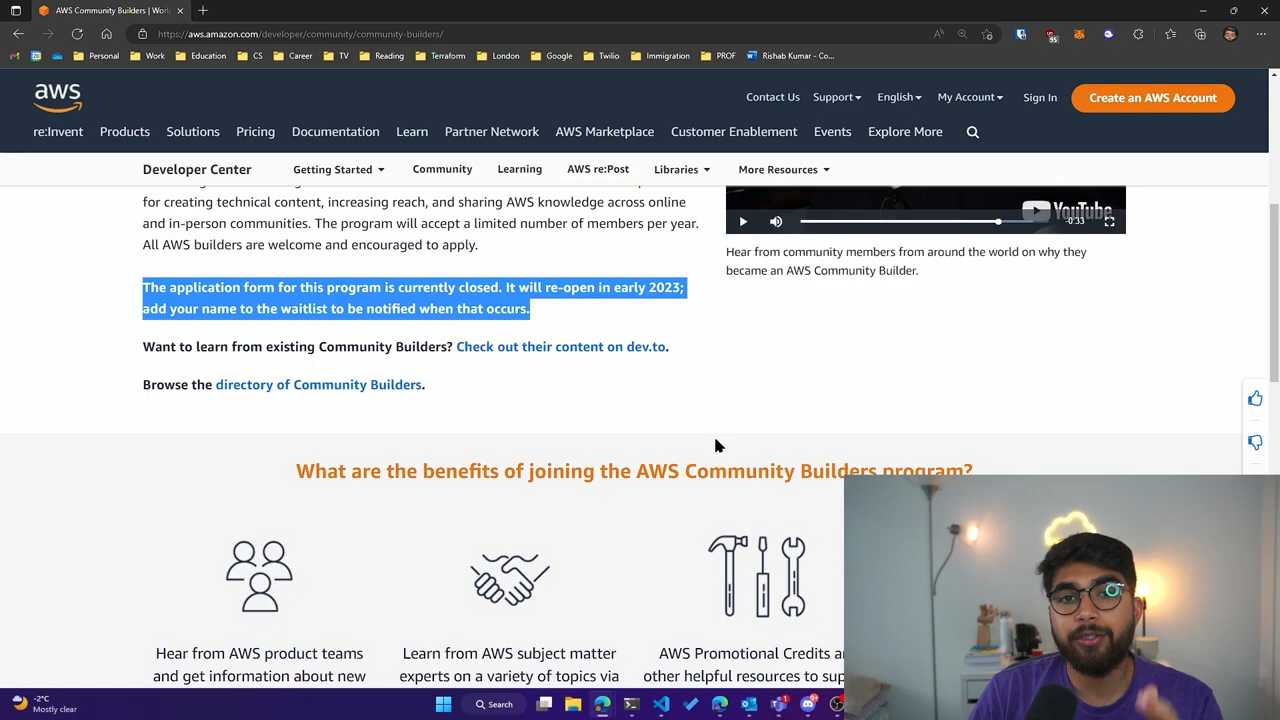 AWS Community Builders | Worl
https://aws.amazon.com/developer/community/community-builders/
95
Personal
Work
Education
CS
Career
TV
Reading
Terraform
London
Google
Twilio
Immigration
PROF
Rishab Kumar - Co...
aws
Contact Us
Support
English
My Account
Sign In
Create an AWS Account
re:Invent
Products
Solutions
Pricing
Documentation
Learn
Partner Network
AWS Marketplace
Customer Enablement
Events
Explore More
Developer Center
Getting Started
Community
Learning
AWS re:Post
Libraries
More Resources
for creating technical content, increasing reach, and sharing AWS knowledge across online
and in-person communities. The program will accept a limited number of members per year.
All AWS builders are welcome and encouraged to apply.
YouTube
-0:33
Hear from community members from around the world on why they
became an AWS Community Builder.
The application form for this program is currently closed. It will re-open in early 2023;
add your name to the waitlist to be notified when that occurs.
Want to learn from existing Community Builders? Check out their content on dev.to.
Browse the directory of Community Builders.
What are the benefits of joining the AWS Community Builders program?
Hear from AWS product teams
and get information about new
Learn from AWS subject matter
experts on a variety of topics via
AWS Promotional Credits an
other helpful resources to sup
-2°C
Mostly clear
Search